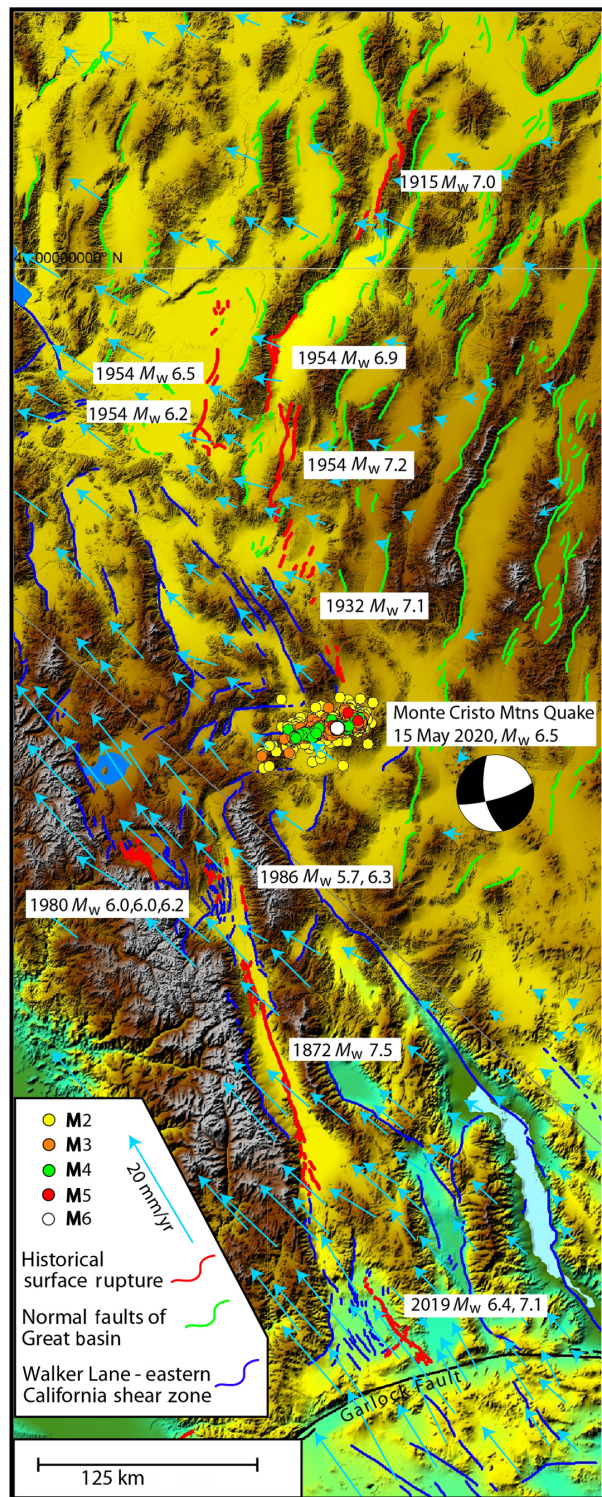 1915 Mw 7.0
4 00000000° N
1954 Mw 6.9
1954 Mw 6.5
1954 Mw 6.2
1954 Mw 7.2
1932 Mw 7.1
Monte Cristo Mtns Quake
15 May 2020, Mw 6.5
1986 Mw 5.7, 6.3
1980 Mw 6.0,6.0,6.2
1872 Mw 7.5
M2
M3
M4
M5
M6
20 mm/yr
Historical
surface rupture
Normal faults of
Great basin
Walker Lane - eastern
California shear zone
2019 Mw 6.4, 7.1
Garlock Fault
125 km